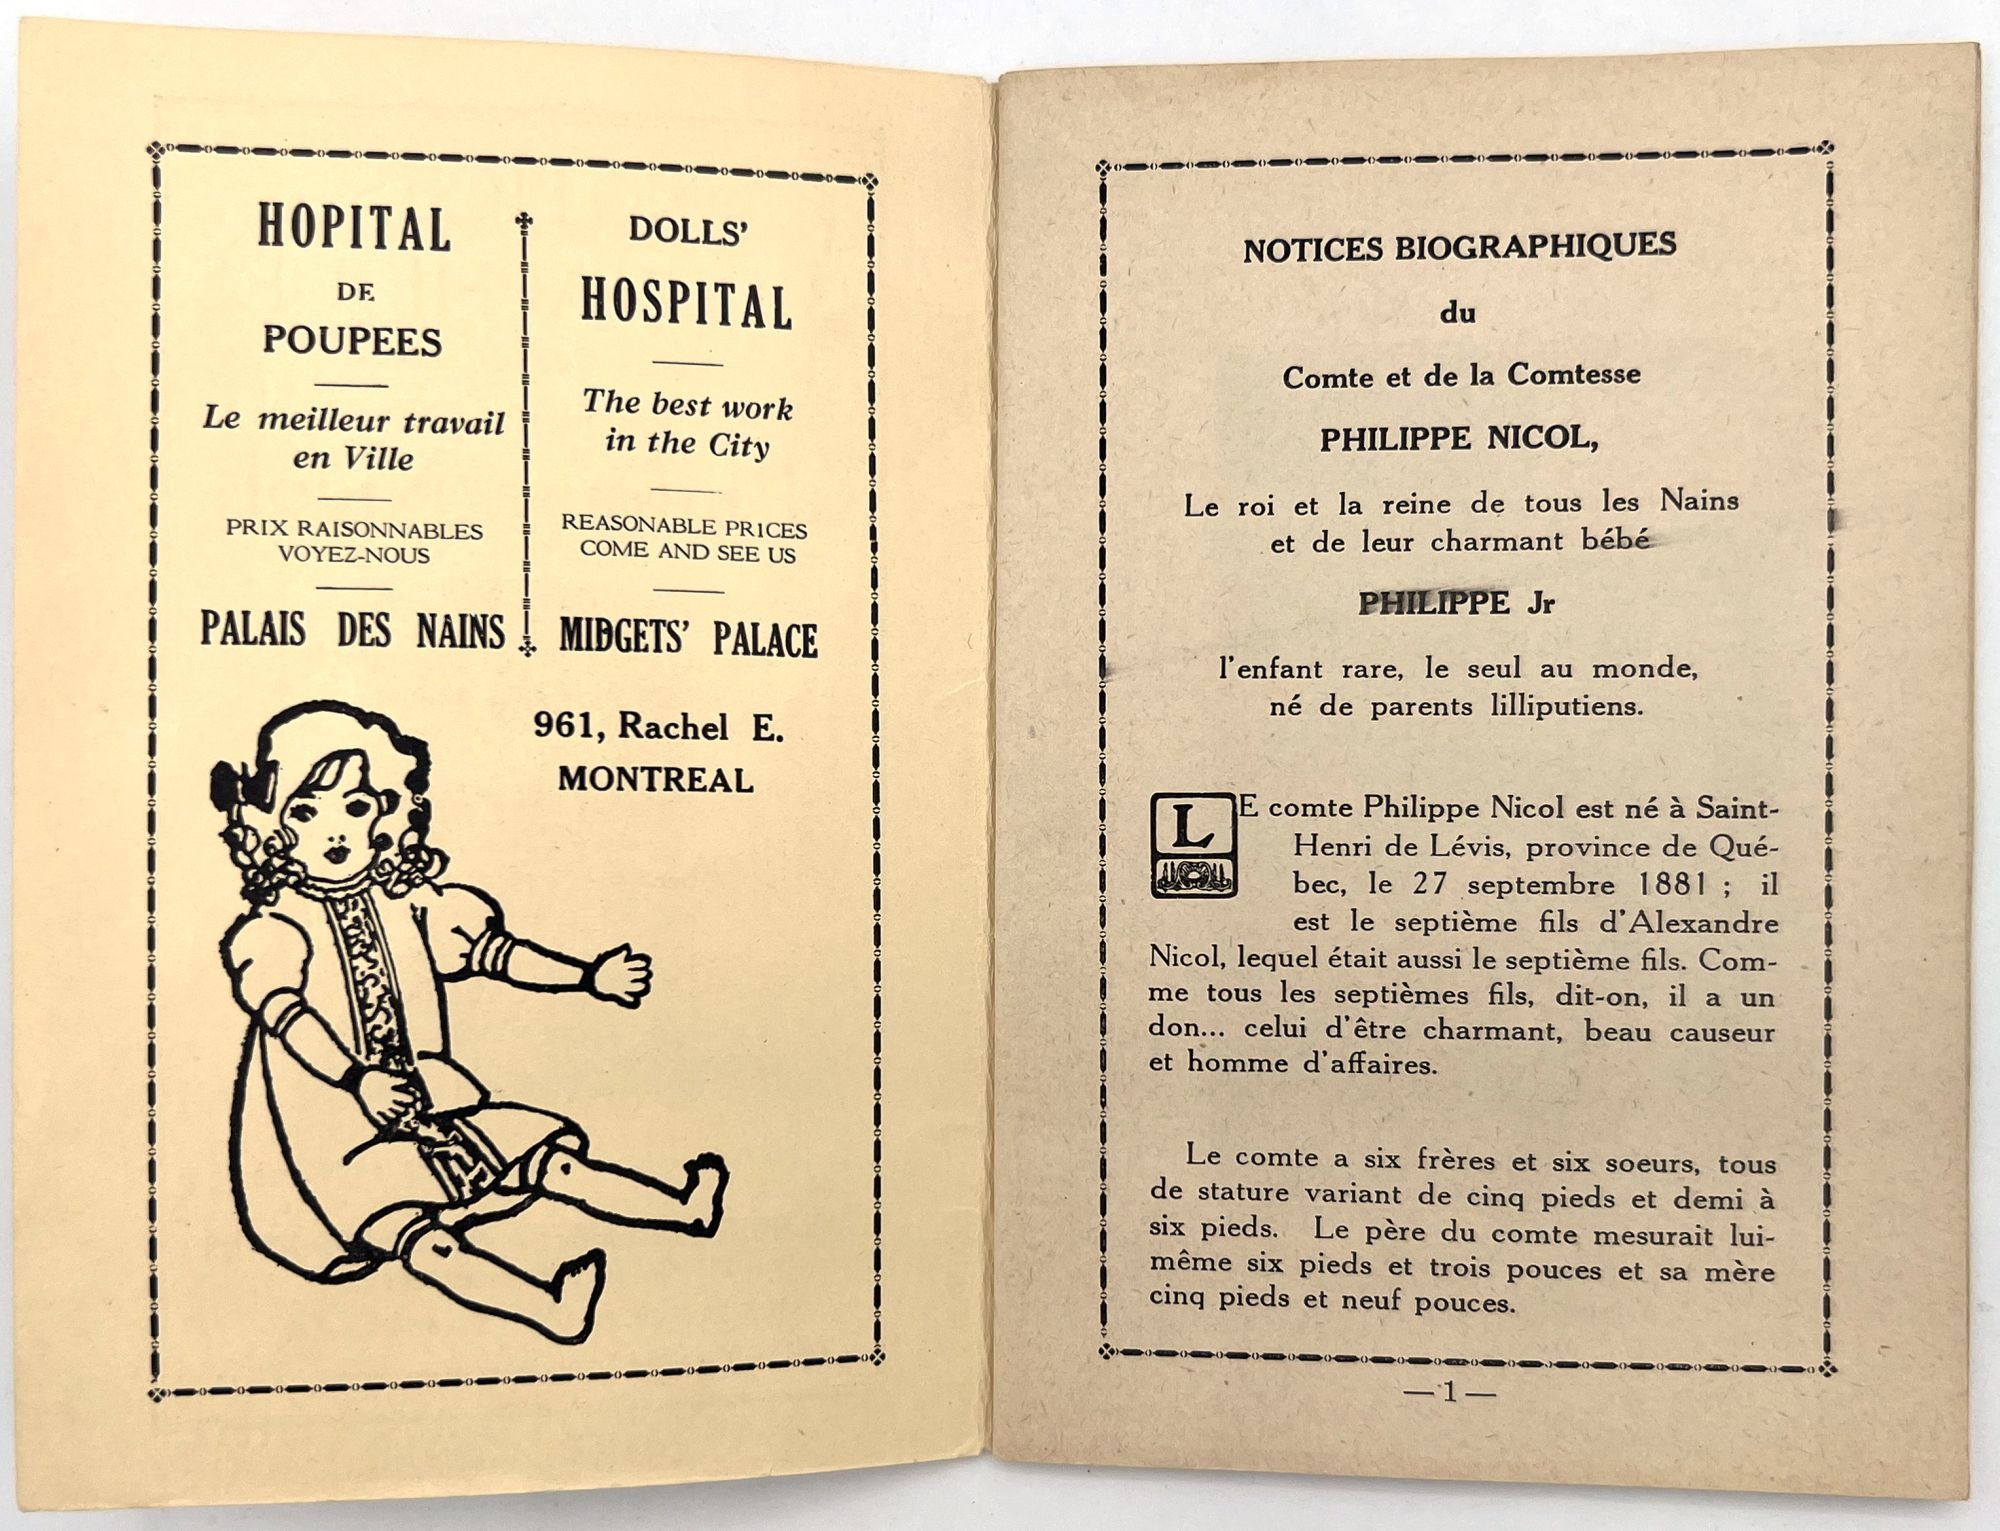 HOPITAL
DE
POUPEES
Le meilleur travail
en Ville
PRIX RAISONNABLES
VOYEZ-NOUS
PALAIS DES NAINS
DOLLS'
HOSPITAL
The best work
in the City
REASONABLE PRICES
COME AND SEE US
MIDGETS' PALACE
961, Rachel E.
MONTREAL
NOTICES BIOGRAPHIQUES
du
Comte et de la Comtesse
PHILIPPE NICOL,
Le roi et la reine de tous les Nains
et de leur charmant bébé
PHILIPPE Jr
l'enfant rare, le seul au monde,
né de parents lilliputiens.
LE comte Philippe Nicol est né à Saint-
Henri de Lévis, province de Qué-
bec, le 27 septembre 1881 ; il
est le septième fils d'Alexandre
Nicol, lequel était aussi le septième fils. Com-
me tous les septièmes fils, dit-on, il a un
don... celui d'être charmant, beau causeur
et homme d'affaires.
Le comte a six frères et six soeurs, tous
de stature variant de cinq pieds et demi à
six pieds. Le père du comte mesurait lui-
même six pieds et trois pouces et sa mère
cinq pieds et neuf pouces.
— 1 —